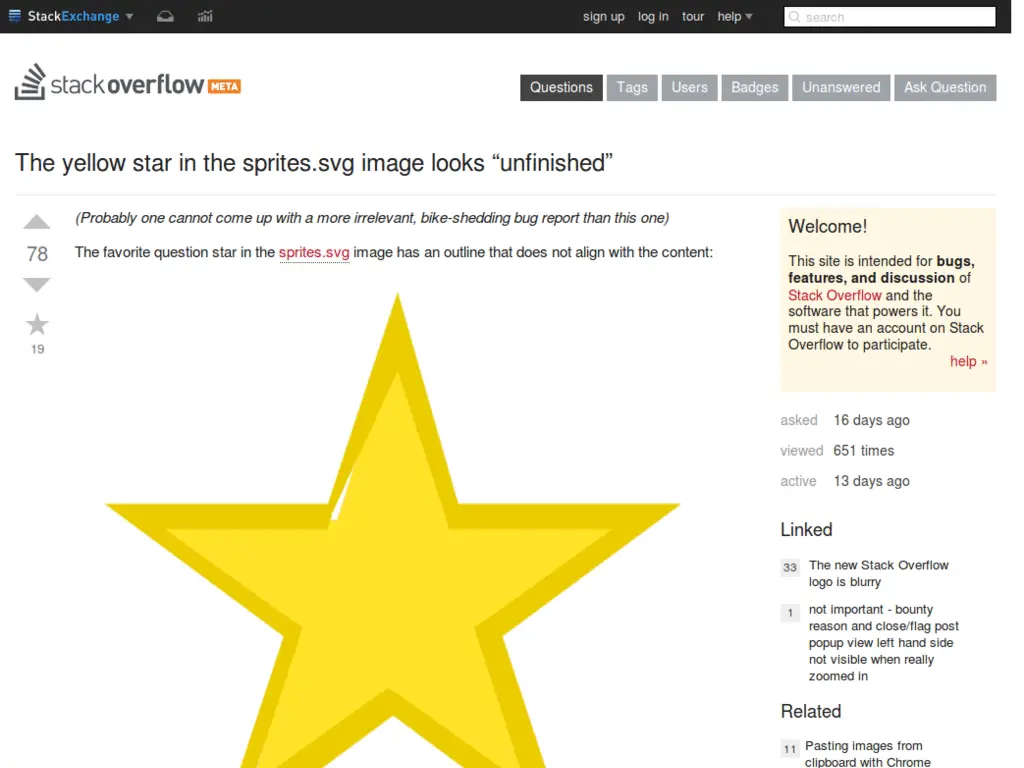 StackExchange
sign up log in tour help
search
stackoverflow META
Questions Tags Users Badges Unanswered Ask Question
The yellow star in the sprites.svg image looks “unfinished”
78
19
(Probably one cannot come up with a more irrelevant, bike-shedding bug report than this one)
The favorite question star in the sprites.svg image has an outline that does not align with the content:
Welcome!
This site is intended for bugs,
features, and discussion of
Stack Overflow and the
software that powers it. You
must have an account on Stack
Overflow to participate.
help »
asked 16 days ago
viewed 651 times
active 13 days ago
Linked
33 The new Stack Overflow
logo is blurry
1 not important - bounty
reason and close/flag post
popup view left hand side
not visible when really
zoomed in
Related
11 Pasting images from
clipboard with Chrome